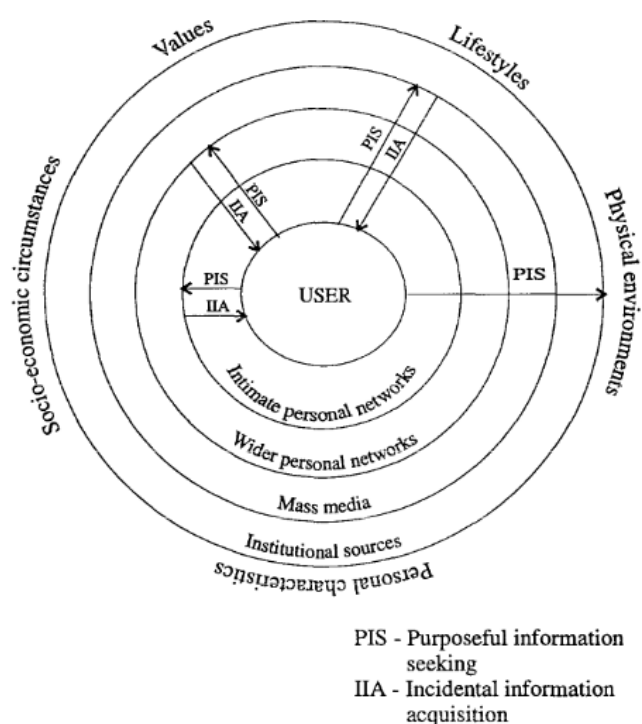 Values
Lifestyles
Socio-economic circumstances
Physical environments
PIS
IIA
PIS
IIA
PIS
IIA
PIS
USER
Intimate personal networks
Wider personal networks
Mass media
Institutional sources
Personal characteristics
PIS - Purposeful information
seeking
IIA - Incidental information
acquisition